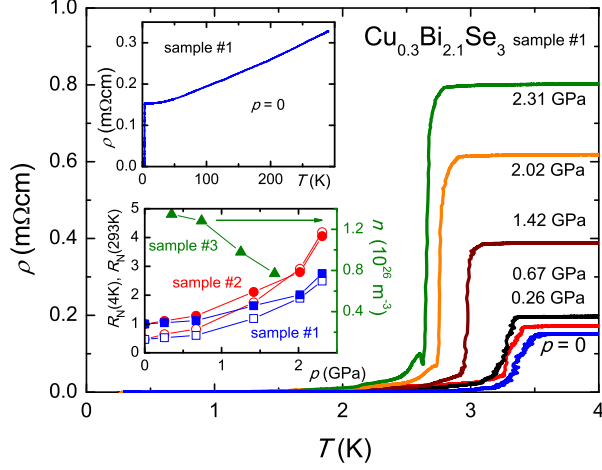 Cu0.3Bi2.1Se3 sample #1
2.31 GPa
2.02 GPa
1.42 GPa
0.67 GPa
0.26 GPa
p = 0
ρ (mΩcm)
1.0
0.8
0.6
0.4
0.2
0.0
0 1 2 3 4
T (K)
sample #1
p = 0
ρ (mΩcm)
0.3
0.2
0.1
0.0
0 100 200 T (K)
RN(4K), RN(293K)
5
4
3
2
1
0
sample #3
sample #2
sample #1
1.2
0.8
0.4
n (10^26 m^-3)
0 1 2
p (GPa)